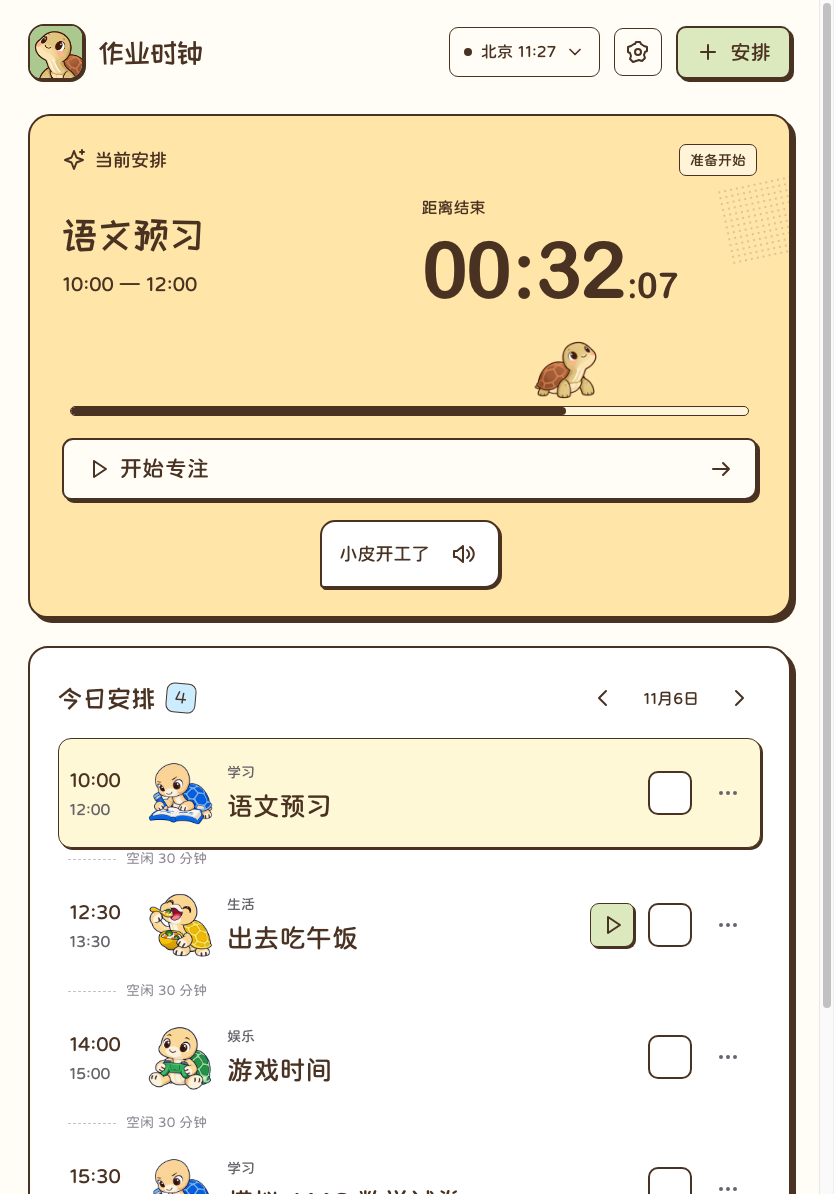 作业时钟
北京 11:27
安排
当前安排
准备开始
语文预习
10:00 — 12:00
距离结束
00:32:07
开始专注
小皮开工了
今日安排 4
11月6日
10:00
12:00
学习
语文预习
空闲 30 分钟
12:30
13:30
生活
出去吃午饭
空闲 30 分钟
14:00
15:00
娱乐
游戏时间
空闲 30 分钟
15:30
学习